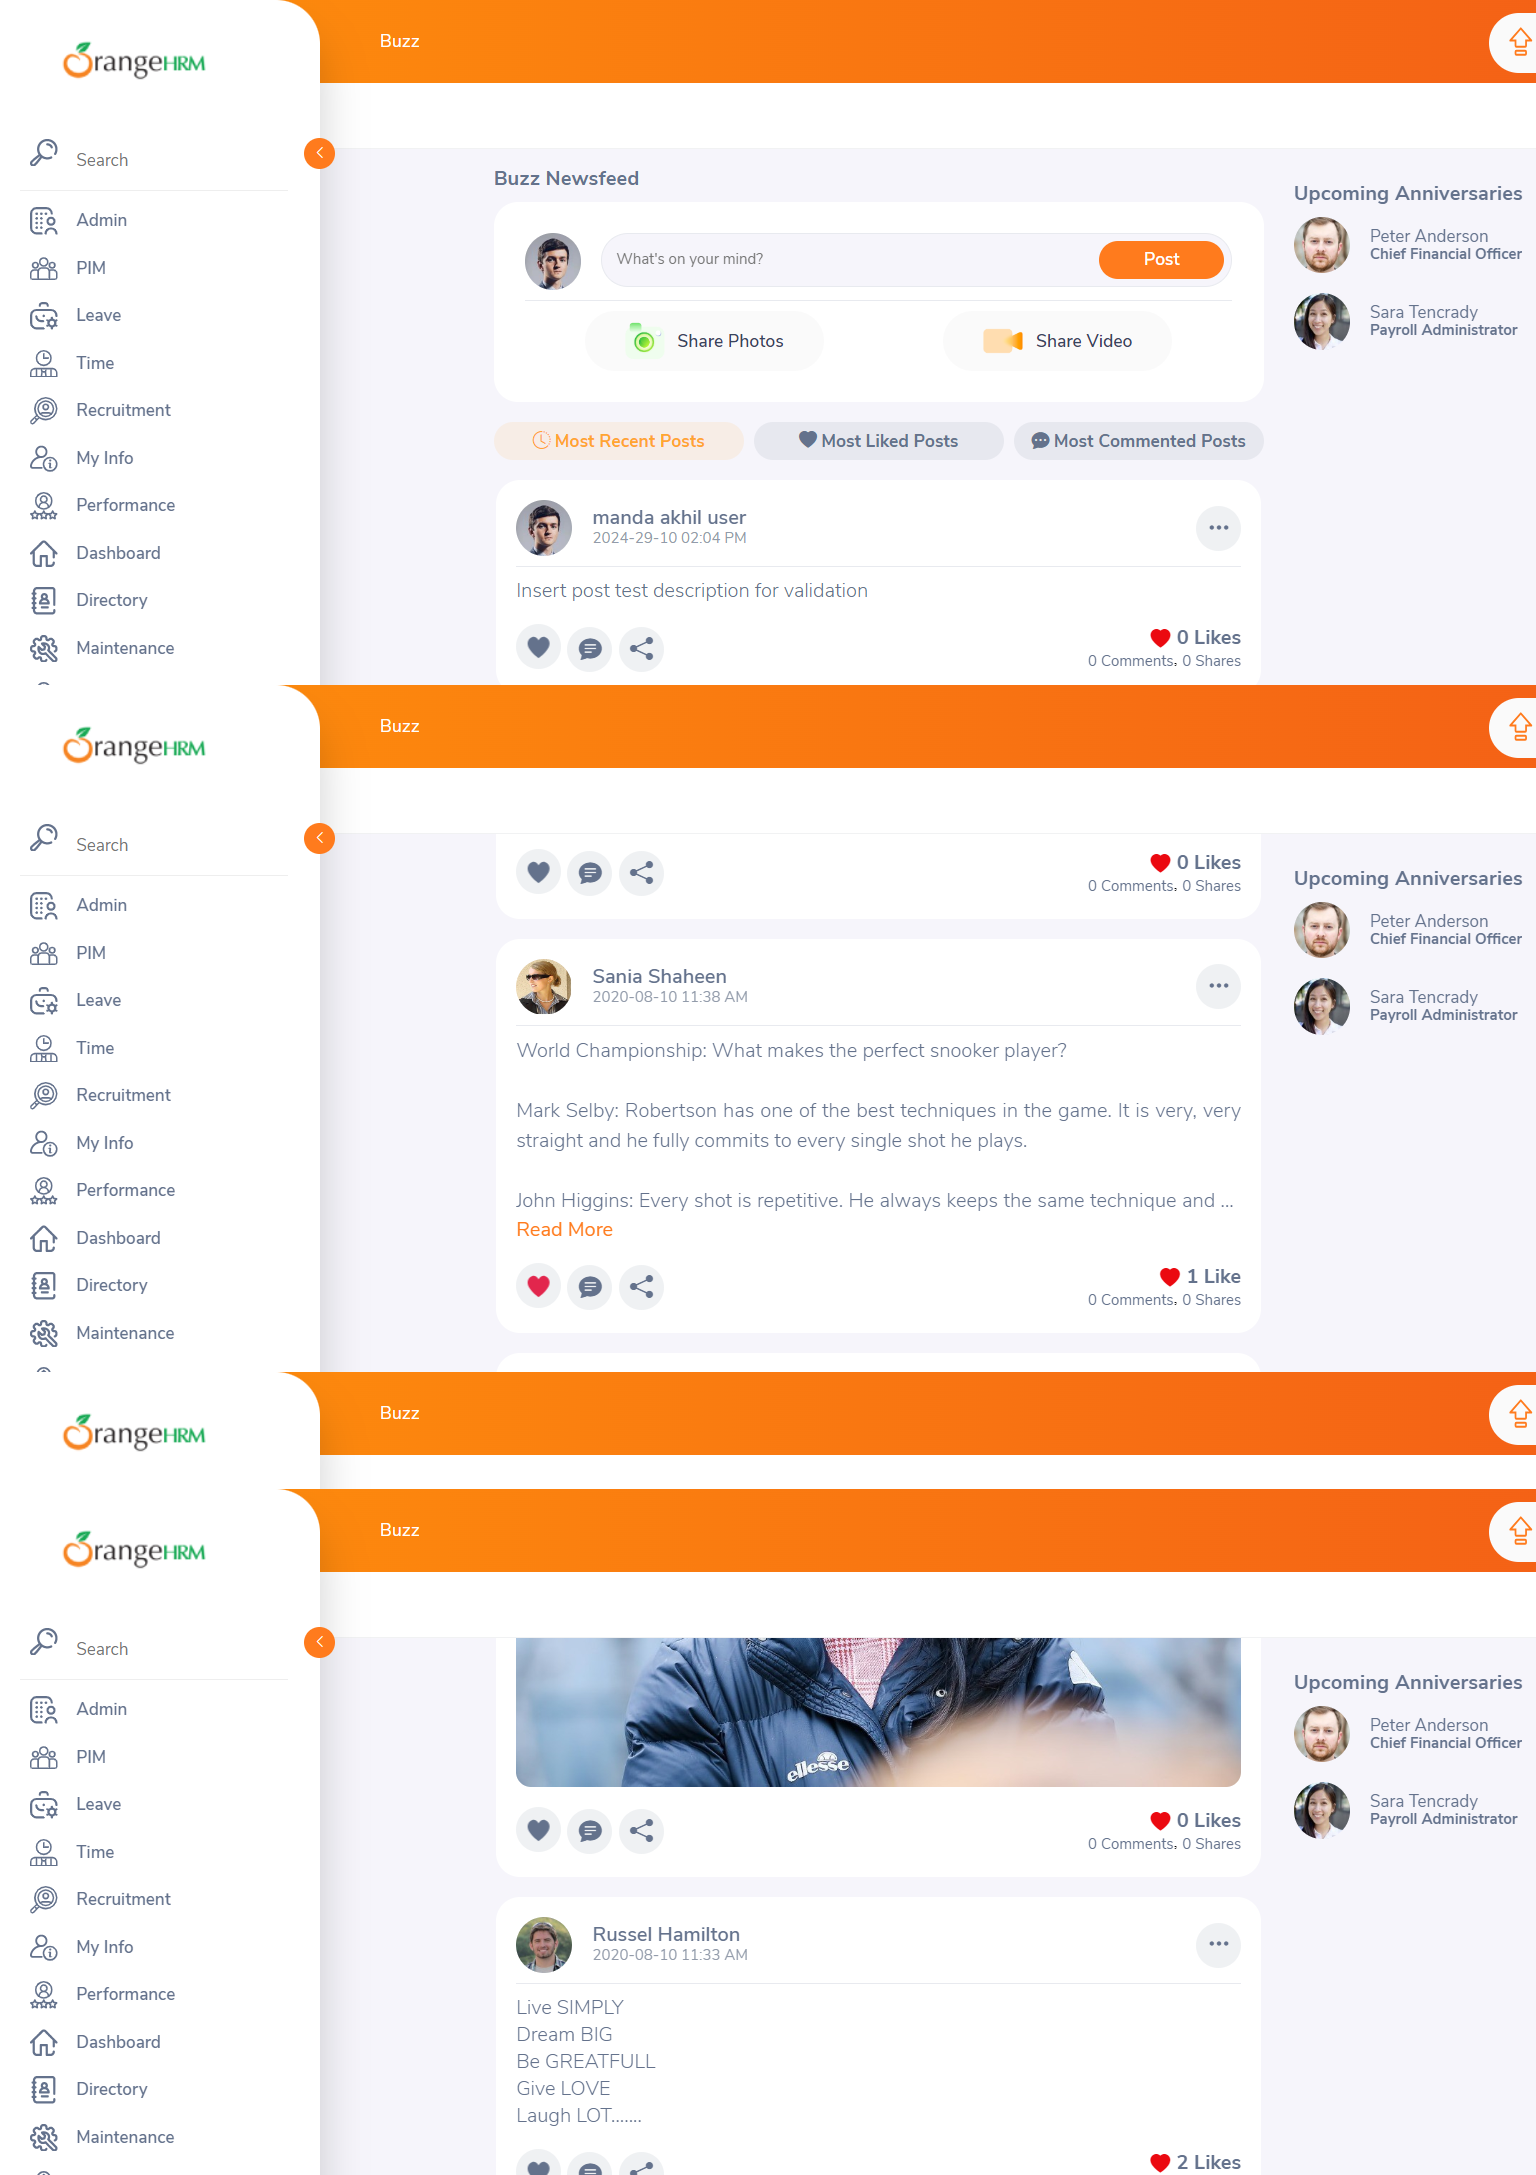 OrangeHRM
Buzz
Search
Admin
PIM
Leave
Time
Recruitment
My Info
Performance
Dashboard
Directory
Maintenance
Buzz Newsfeed
What's on your mind?
Post
Share Photos
Share Video
Most Recent Posts
Most Liked Posts
Most Commented Posts
manda akhil user
2024-29-10 02:04 PM
Insert post test description for validation
0 Likes
0 Comments, 0 Shares
Upcoming Anniversaries
Peter Anderson
Chief Financial Officer
Sara Tencrady
Payroll Administrator
OrangeHRM
Buzz
Search
Admin
PIM
Leave
Time
Recruitment
My Info
Performance
Dashboard
Directory
Maintenance
0 Likes
0 Comments, 0 Shares
Sania Shaheen
2020-08-10 11:38 AM
World Championship: What makes the perfect snooker player?
Mark Selby: Robertson has one of the best techniques in the game. It is very, very
straight and he fully commits to every single shot he plays.
John Higgins: Every shot is repetitive. He always keeps the same technique and ...
Read More
1 Like
0 Comments, 0 Shares
Upcoming Anniversaries
Peter Anderson
Chief Financial Officer
Sara Tencrady
Payroll Administrator
OrangeHRM
Buzz
OrangeHRM
Buzz
Search
Admin
PIM
Leave
Time
Recruitment
My Info
Performance
Dashboard
Directory
Maintenance
ellesse
0 Likes
0 Comments, 0 Shares
Russel Hamilton
2020-08-10 11:33 AM
Live SIMPLY
Dream BIG
Be GREATFULL
Give LOVE
Laugh LOT.......
2 Likes
Upcoming Anniversaries
Peter Anderson
Chief Financial Officer
Sara Tencrady
Payroll Administrator